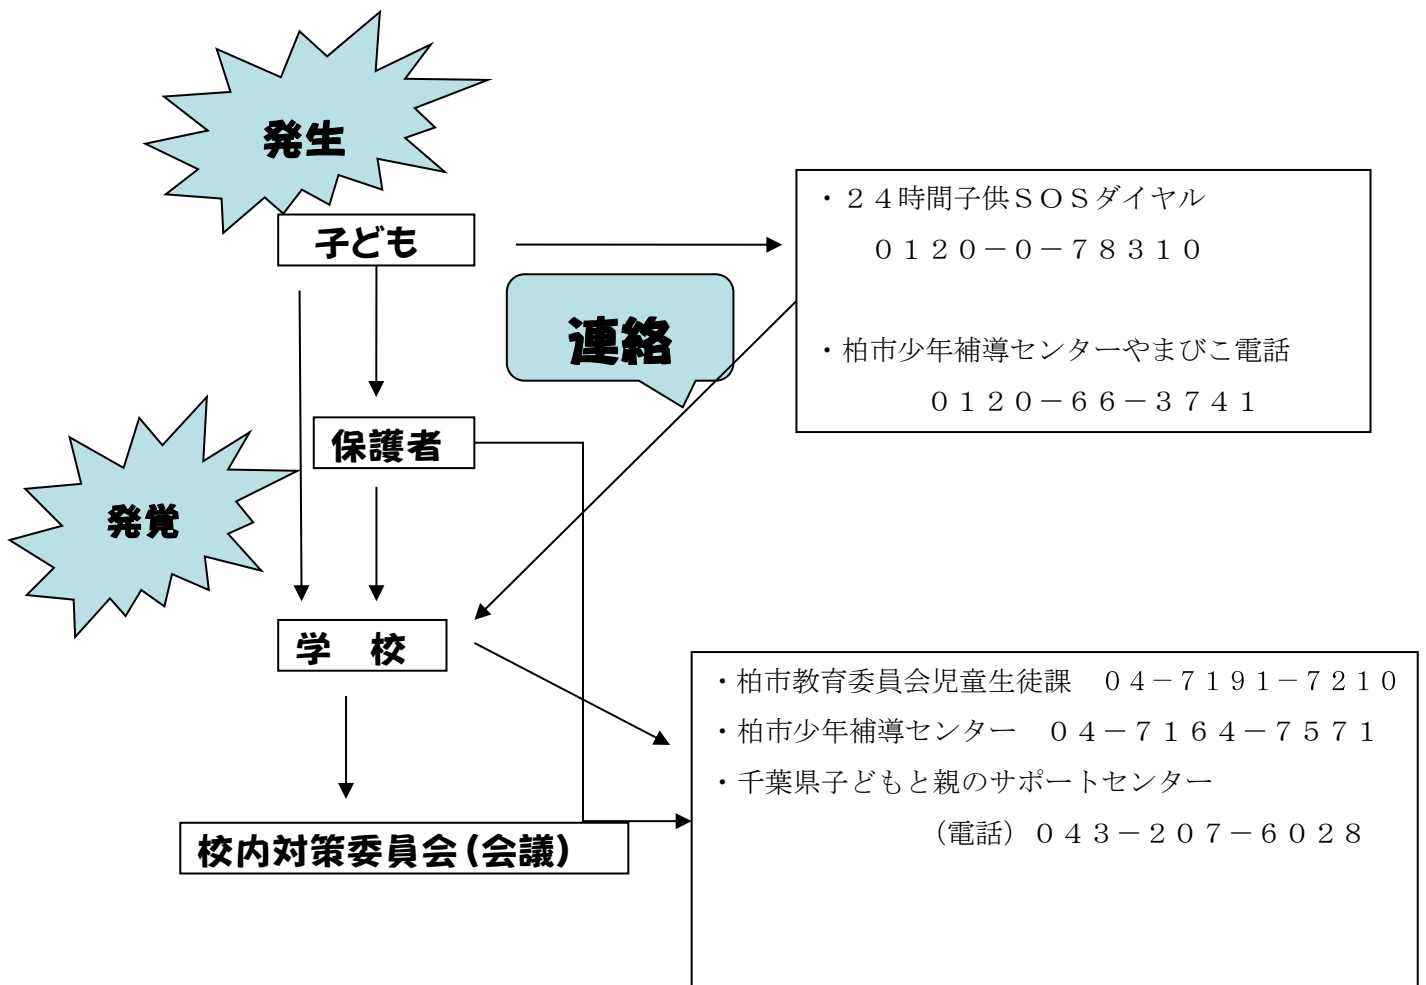 発生
子ども
・２４時間子供ＳＯＳダイヤル
０１２０－０－７８３１０
連絡
・柏市少年補導センターやまびこ電話
０１２０－６６－３７４１
保護者
発覚
学　校
・柏市教育委員会児童生徒課　０４－７１９１－７２１０
・柏市少年補導センター　０４－７１６４－７５７１
・千葉県子どもと親のサポートセンター
（電話）０４３－２０７－６０２８
校内対策委員会（会議）